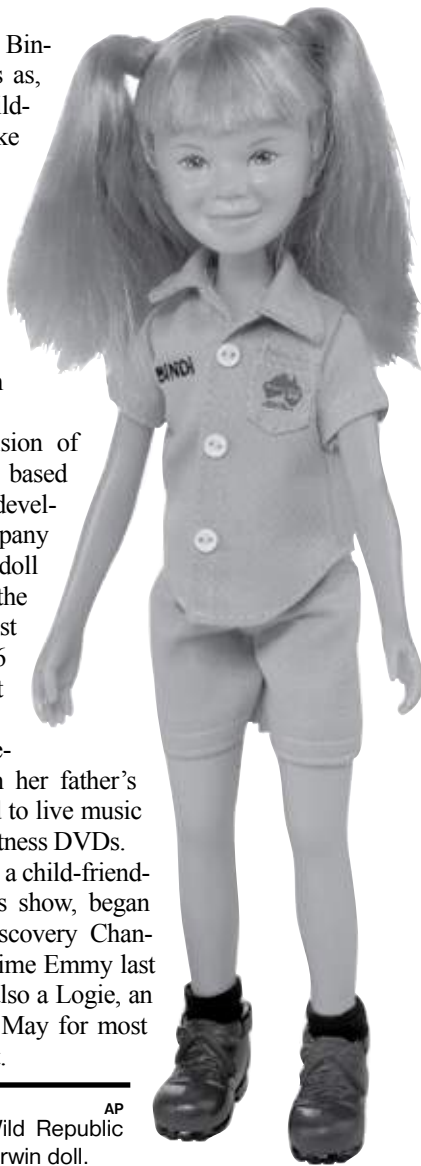 Bin-
s as,
ild-
ke
sion of
based
devel-
pany
doll
the
st
6
e-
her father's
to live music
tness DVDs.
a child-friend-
s show, began
scovery Chan-
ime Emmy last
also a Logie, an
May for most
AP
Wild Republic
rwin doll.
BINDI